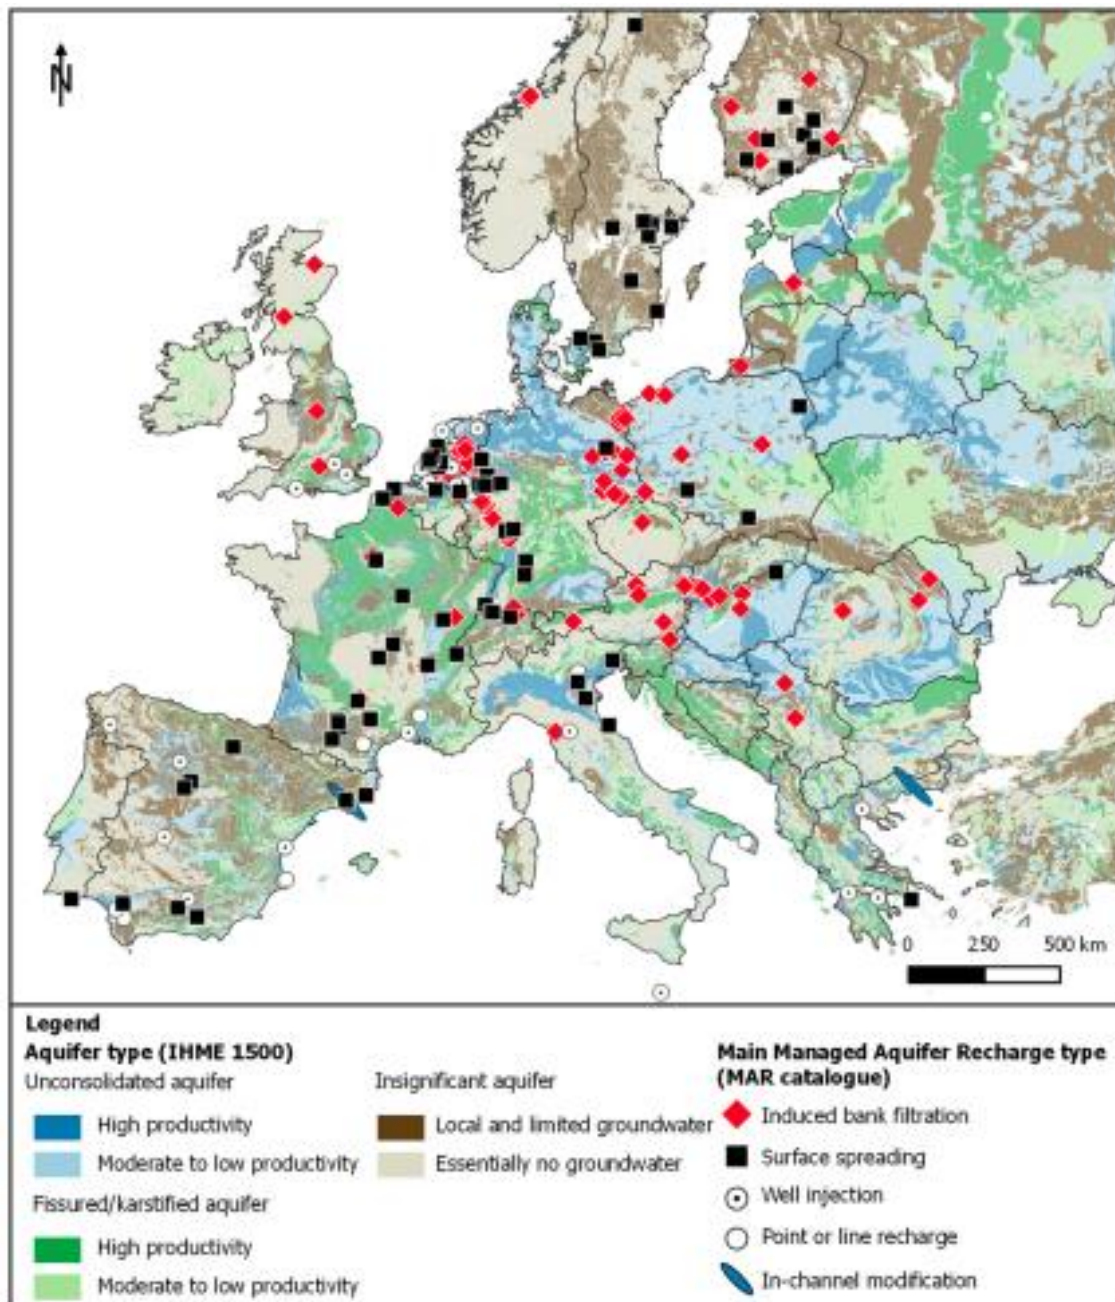 N
0 250 500 km
Legend
Aquifer type (IHME 1500)
Unconsolidated aquifer
High productivity
Moderate to low productivity
Fissured/karstified aquifer
High productivity
Moderate to low productivity
Insignificant aquifer
Local and limited groundwater
Essentially no groundwater
Main Managed Aquifer Recharge type
(MAR catalogue)
Induced bank filtration
Surface spreading
Well injection
Point or line recharge
In-channel modification